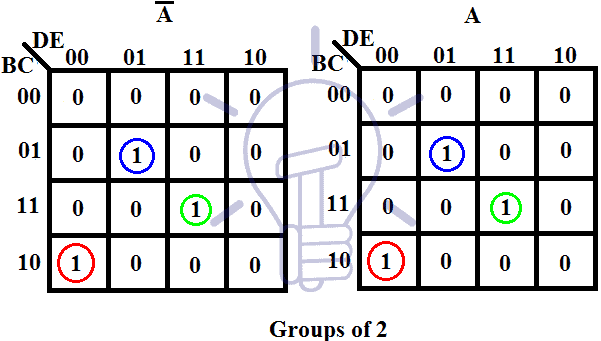 A̅ A
DE DE
00 01 11 10 00 01 11 10
BC BC
00 0 0 0 0 00 0 0 0 0
01 0 1 0 0 01 0 1 0 0
11 0 0 1 0 11 0 0 1 0
10 1 0 0 0 10 1 0 0 0
Groups of 2